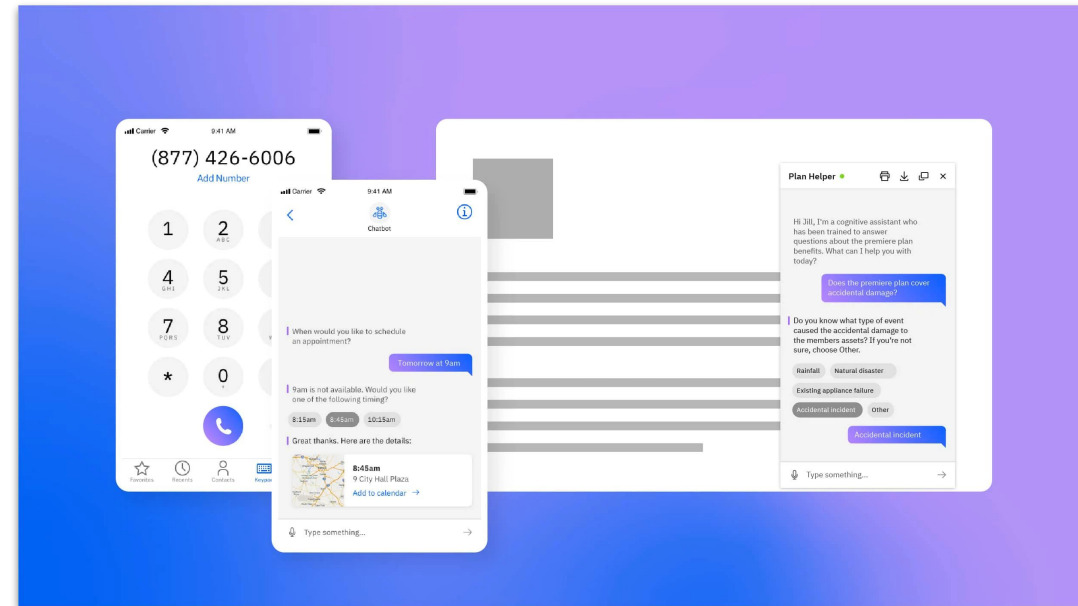 Carrier
9:41 AM
(877) 426-6006
Add Number
1
2
ABC
4
GHI
5
JKL
7
PQRS
8
TUV
*
0
+
Favorites
Recents
Contacts
Carrier
9:41 AM
Chatbot
When would you like to schedule
an appointment?
Tomorrow at 9am
9am is not available. Would you like
one of the following timing?
8:15am
8:45am
10:15am
Great thanks. Here are the details:
8:45am
9 City Hall Plaza
Add to calendar →
Type something...
Plan Helper
Hi Jill, I'm a cognitive assistant who
has been trained to answer
questions about the premiere plan
benefits. What can I help you with
today?
Does the premiere plan cover
accidental damage?
Do you know what type of event
caused the accidental damage to
the members assets? If you're not
sure, choose Other.
Rainfall
Natural disaster
Existing appliance failure
Accidental incident
Other
Accidental incident
Type something...